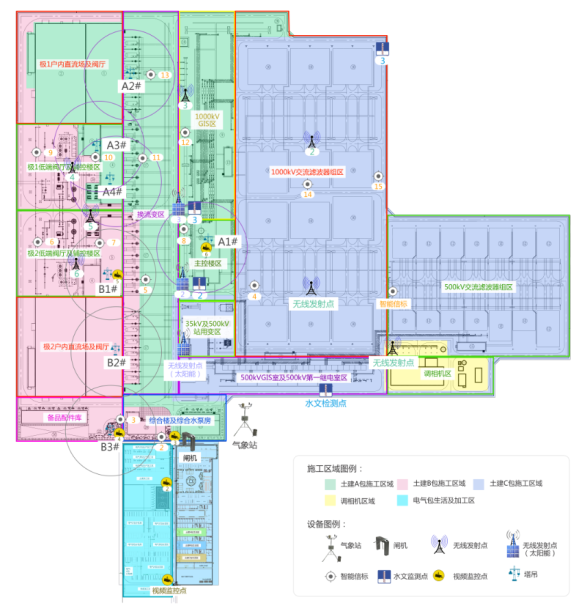 极1户内直流场及阀厅
A2#
13
3
3
1000kV
GIS区
12
A3#
9
10
11
极1低端阀厅及辅控楼区
4
A4#
2
1000kV交流滤波器组区
14
15
换流变区
5
3
A1#
8
6
7
极2低端阀厅及辅控楼区
6
主控楼区
B1#
5
2
2
4
无线发射点
智能信标
500kV交流滤波器组区
35kV及500kV
站用变区
极2户内直流场及阀厅
B2#
无线发射点
(太阳能)
500kVGIS室及500kV第一继电室区
无线发射点
调相机区
水文检测点
备品配件库
3
综合楼及综合水泵房
B3#
2
闸机
气象站
视频监控点
施工区域图例：
土建A包施工区域
土建B包施工区域
土建C包施工区域
调相机区域
电气包生活及加工区
设备图例：
气象站
闸机
无线发射点
无线发射点
(太阳能)
智能信标
水文监测点
视频监控点
塔吊